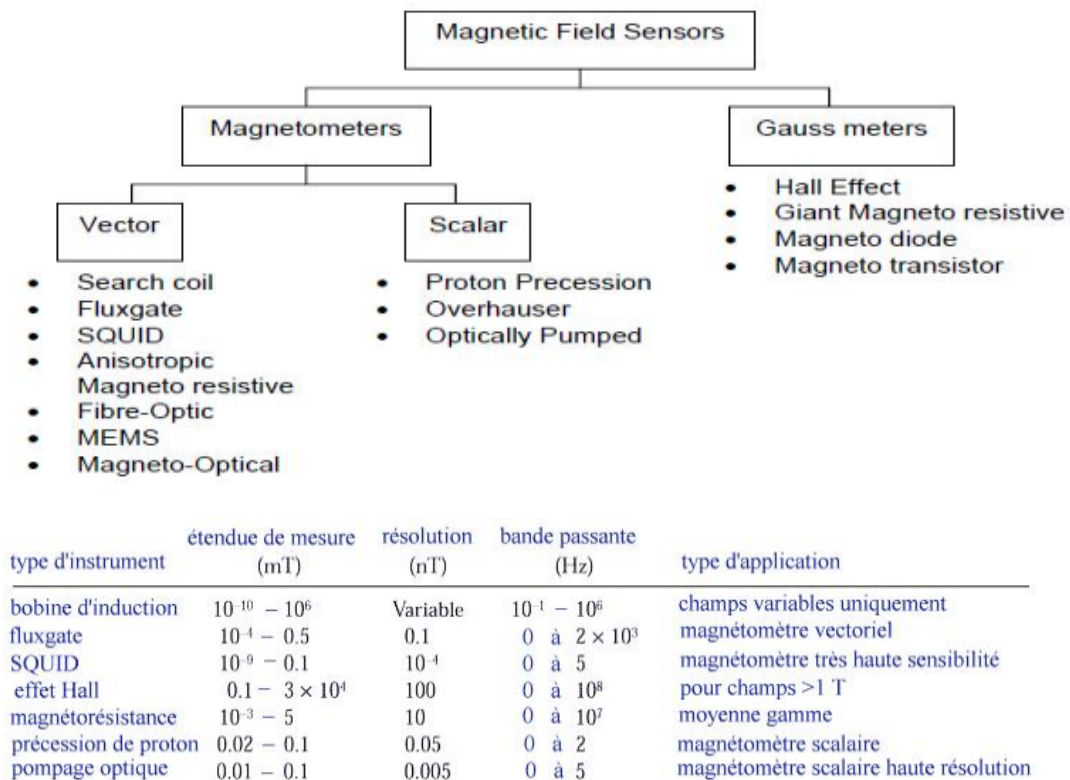 Magnetic Field Sensors
Magnetometers
Gauss meters
Vector
Scalar
• Hall Effect
• Giant Magneto resistive
• Magneto diode
• Magneto transistor
• Search coil
• Fluxgate
• SQUID
• Anisotropic
Magneto resistive
• Fibre-Optic
• MEMS
• Magneto-Optical
• Proton Precession
• Overhauser
• Optically Pumped
type d'instrument étendue de mesure (mT) résolution (nT) bande passante (Hz) type d'application
bobine d'induction 10⁻¹⁰ – 10⁶ Variable 10⁻¹ – 10⁶ champs variables uniquement
fluxgate 10⁻⁴ – 0.5 0.1 0 à 2 × 10³ magnétomètre vectoriel
SQUID 10⁻⁹ – 0.1 10⁻⁴ 0 à 5 magnétomètre très haute sensibilité
effet Hall 0.1 – 3 × 10⁴ 100 0 à 10⁸ pour champs >1 T
magnétorésistance 10⁻³ – 5 10 0 à 10⁷ moyenne gamme
précession de proton 0.02 – 0.1 0.05 0 à 2 magnétomètre scalaire
pompage optique 0.01 – 0.1 0.005 0 à 5 magnétomètre scalaire haute résolution